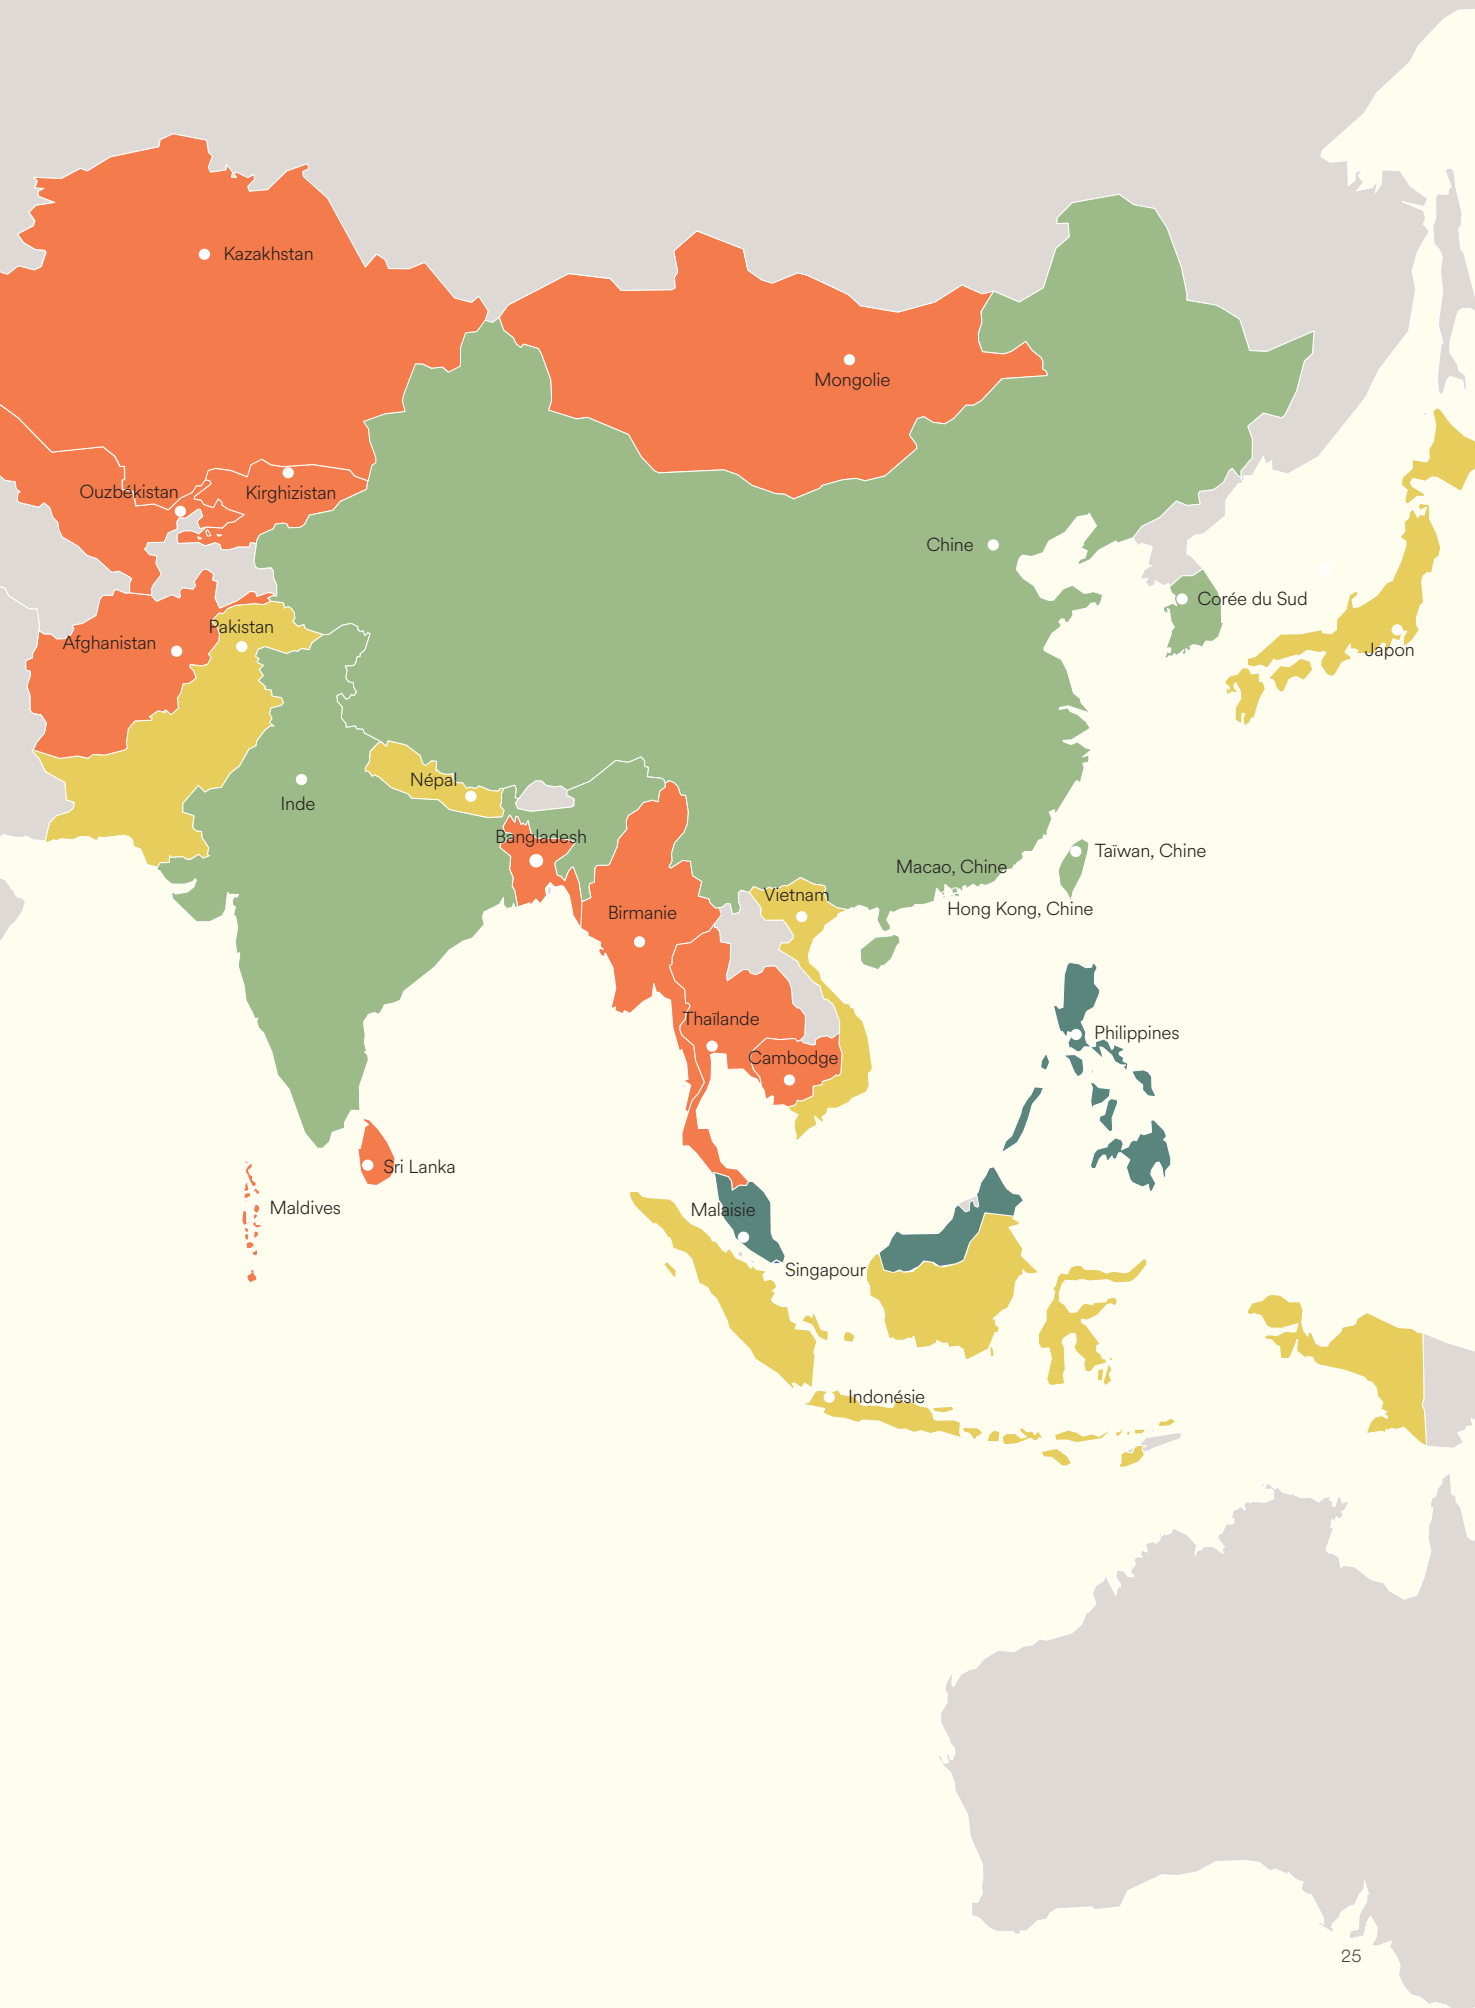 Kazakhstan
Mongolie
Ouzbékistan
Kirghizistan
Chine
Corée du Sud
Pakistan
Afghanistan
Japon
Népal
Inde
Bangladesh
Taïwan, Chine
Macao, Chine
Vietnam
Hong Kong, Chine
Birmanie
Thaïlande
Philippines
Cambodge
Sri Lanka
Maldives
Malaisie
Singapour
Indonésie
25